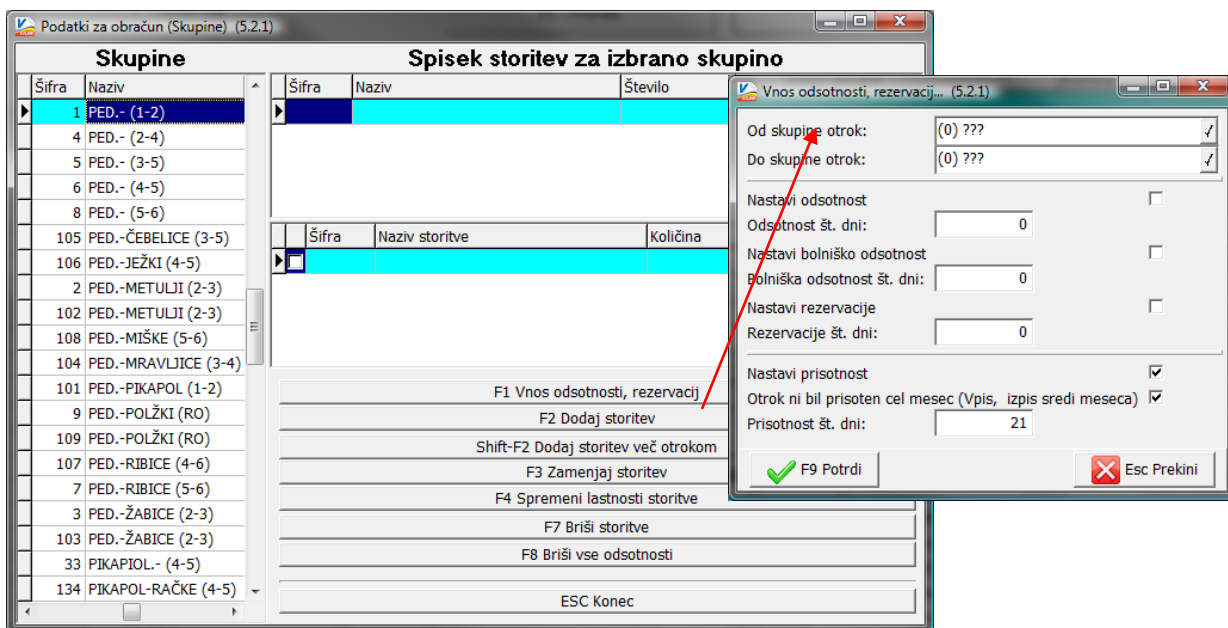 Podatki za obračun (Skupine) (5.2.1)
Skupine
Šifra Naziv
1 PED.- (1-2)
4 PED.- (2-4)
5 PED.- (3-5)
6 PED.- (4-5)
8 PED.- (5-6)
105 PED.-ČEBELICE (3-5)
106 PED.-JEŽKI (4-5)
2 PED.-METULJI (2-3)
102 PED.-METULJI (2-3)
108 PED.-MIŠKE (5-6)
104 PED.-MRAVLJICE (3-4)
101 PED.-PIKAPOL (1-2)
9 PED.-POLŽKI (RO)
109 PED.-POLŽKI (RO)
107 PED.-RIBICE (4-6)
7 PED.-RIBICE (5-6)
3 PED.-ŽABICE (2-3)
103 PED.-ŽABICE (2-3)
33 PIKAPIOL.- (4-5)
134 PIKAPOL-RAČKE (4-5)
Spisek storitev za izbrano skupino
Šifra Naziv Število
Šifra Naziv storitve Količina
F1 Vnos odsotnosti, rezervacij
F2 Dodaj storitev
Shift-F2 Dodaj storitev več otrokom
F3 Zamenjaj storitev
F4 Spremeni lastnosti storitve
F7 Briši storitve
F8 Briši vse odsotnosti
ESC Konec
Vnos odsotnosti, rezervacij... (5.2.1)
Od skupine otrok: (0) ???
Do skupine otrok: (0) ???
Nastavi odsotnost
Odsotnost št. dni: 0
Nastavi bolniško odsotnost
Bolniška odsotnost št. dni: 0
Nastavi rezervacije
Rezervacije št. dni: 0
Nastavi prisotnost
Otrok ni bil prisoten cel mesec (Vpis, izpis sredi meseca)
Prisotnost št. dni: 21
F9 Potrdi
Esc Prekini